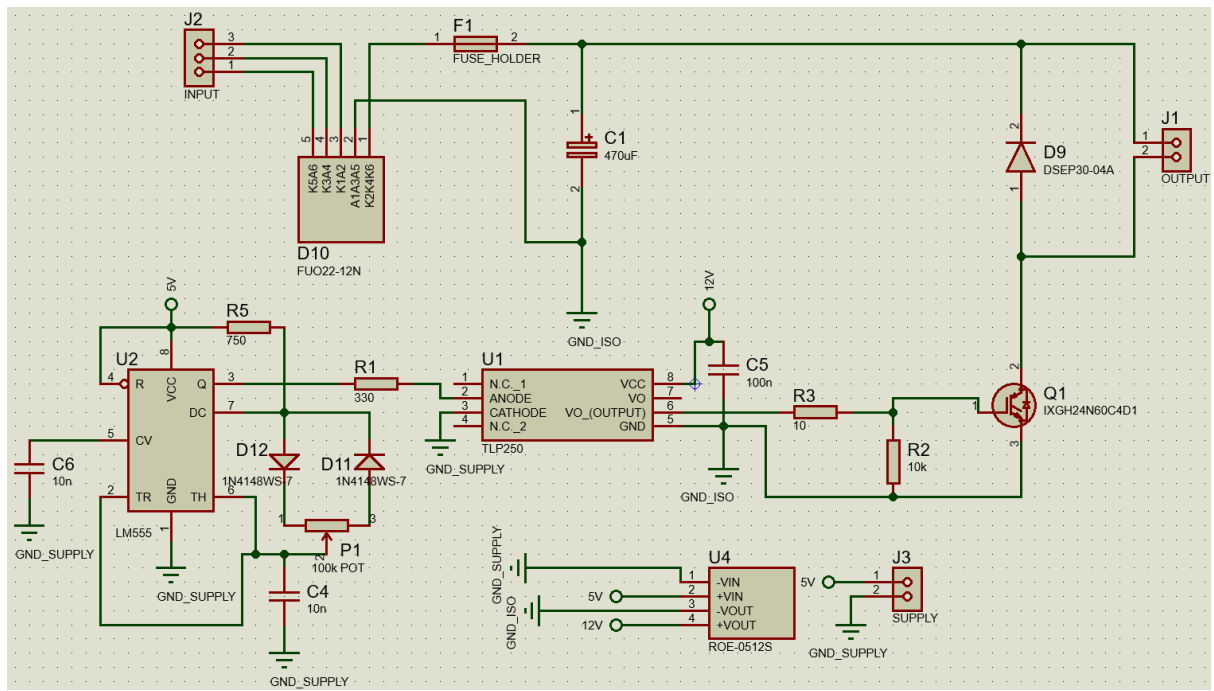 J2
3
2
1
INPUT
F1
1
2
FUSE_HOLDER
5
4
3
2
1
K5A6
K3A4
K1A2
A1A3A5
K2K4K6
D10
FUO22-12N
1
C1
470uF
2
GND_ISO
2
D9
DSEP30-04A
1
J1
1
2
OUTPUT
5V
R5
750
U2
8
4
R
VCC
Q
3
DC
7
5
CV
2
TR
GND
TH
6
1
LM555
GND_SUPPLY
C6
10n
GND_SUPPLY
D12
1N4148WS-7
D11
1N4148WS-7
1
3
2
P1
100k POT
C4
10n
GND_SUPPLY
R1
330
GND_SUPPLY
U1
1
N.C._1
2
ANODE
3
CATHODE
4
N.C._2
VCC
8
VO
7
VO_(OUTPUT)
6
GND
5
TLP250
12V
C5
100n
GND_ISO
R3
10
R2
10k
2
1
Q1
IXGH24N60C4D1
3
GND_SUPPLY
5V
GND_ISO
12V
U4
1
-VIN
2
+VIN
3
-VOUT
4
+VOUT
ROE-0512S
5V
J3
1
2
SUPPLY
GND_SUPPLY